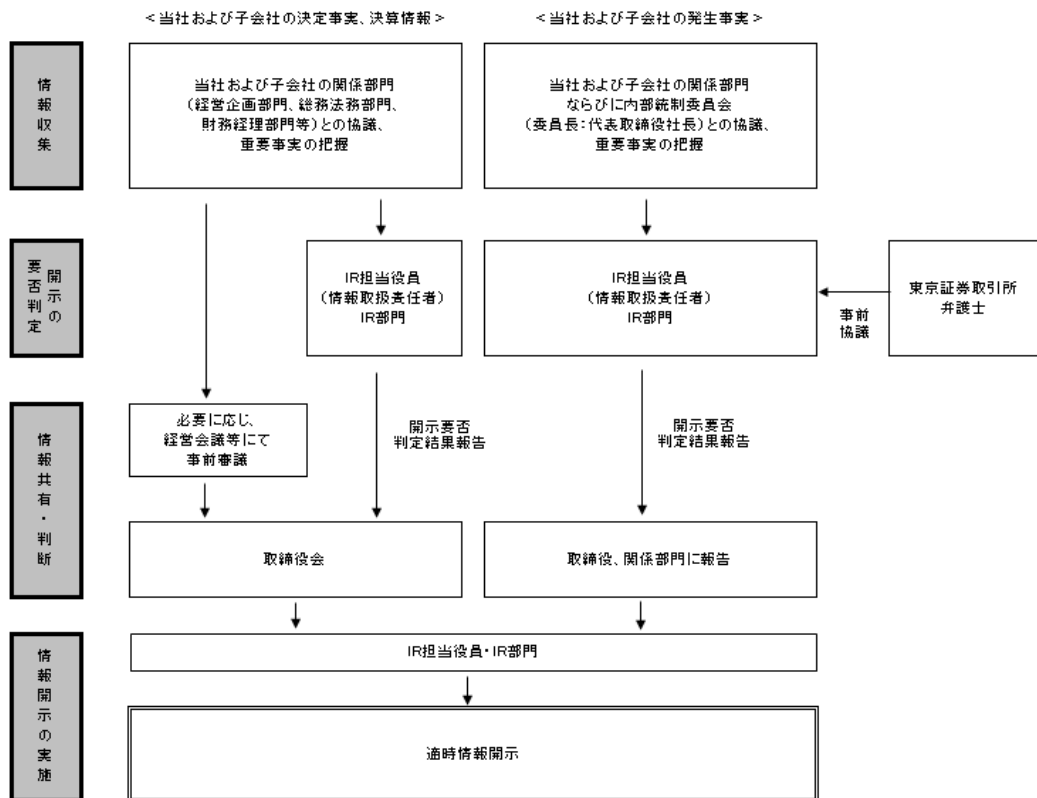 ＜当社および子会社の決定事実、決算情報＞
＜当社および子会社の発生事実＞
情報収集
当社および子会社の関係部門
（経営企画部門、総務法務部門、
財務経理部門等）との協議、
重要事実の把握
当社および子会社の関係部門
ならびに内部統制委員会
（委員長：代表取締役社長）との協議、
重要事実の把握
開示の
要否判定
IR担当役員
（情報取扱責任者）
IR部門
IR担当役員
（情報取扱責任者）
IR部門
事前
協議
東京証券取引所
弁護士
情報共有・判断
必要に応じ、
経営会議等にて
事前審議
開示要否
判定結果報告
開示要否
判定結果報告
取締役会
取締役、関係部門に報告
情報開示の実施
IR担当役員・IR部門
適時情報開示